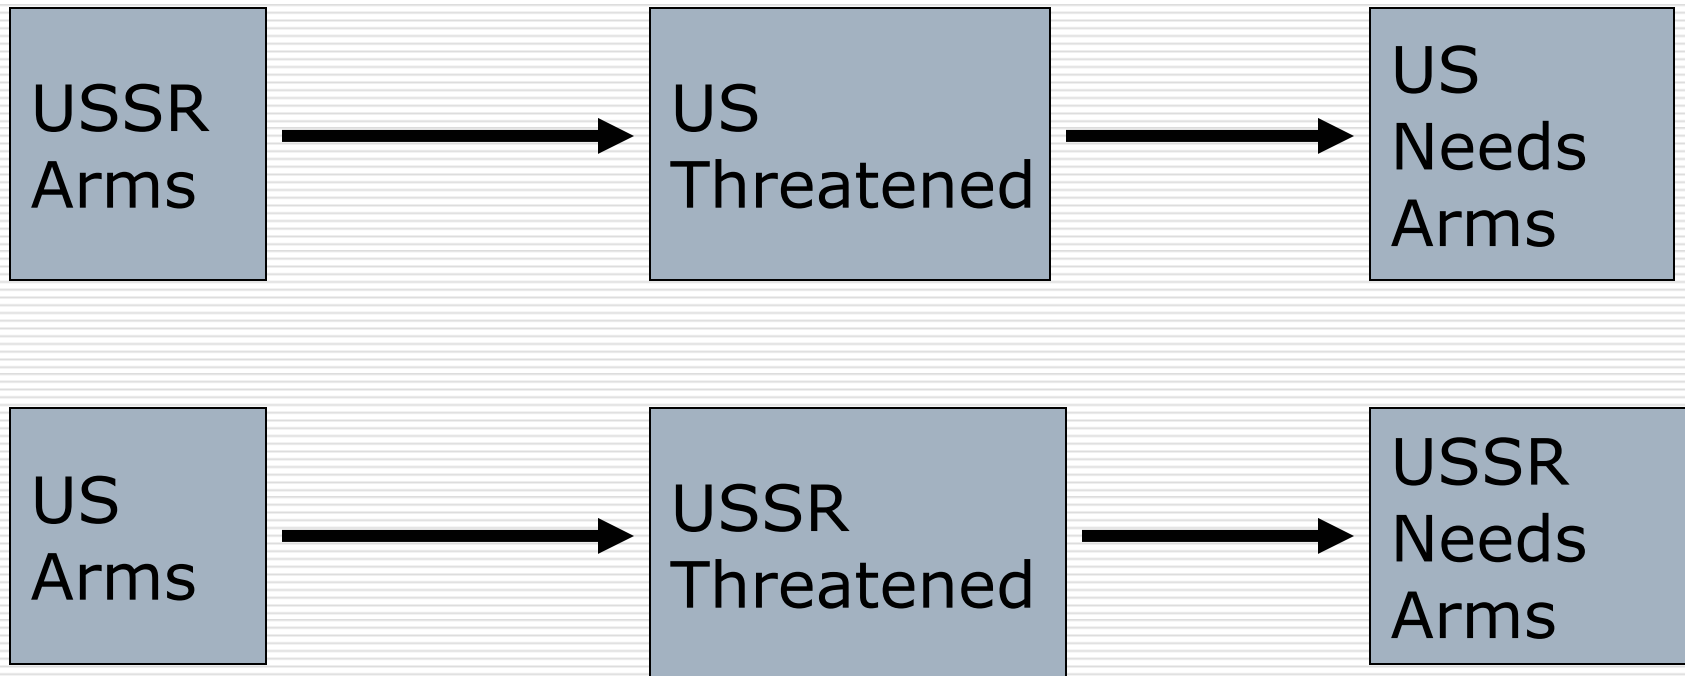 USSR
Arms
US
Threatened
US
Needs
Arms
US
Arms
USSR
Threatened
USSR
Needs
Arms